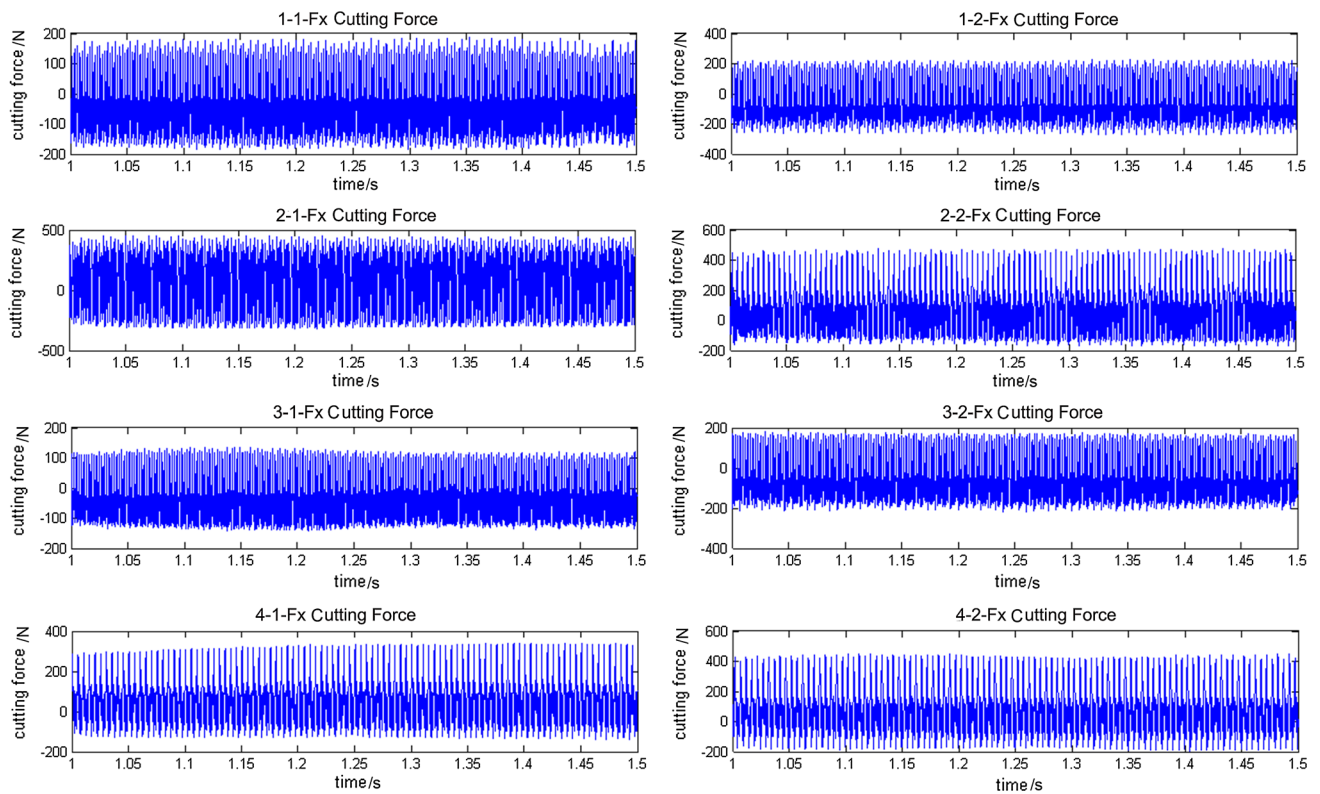 1-1-Fx Cutting Force
cutting force /N
200
100
0
-100
-200
1 1.05 1.1 1.15 1.2 1.25 1.3 1.35 1.4 1.45 1.5
time/s
1-2-Fx Cutting Force
cutting force/N
400
200
0
-200
-400
1 1.05 1.1 1.15 1.2 1.25 1.3 1.35 1.4 1.45 1.5
time/s
2-1-Fx Cutting Force
cutting force /N
500
0
-500
1 1.05 1.1 1.15 1.2 1.25 1.3 1.35 1.4 1.45 1.5
time/s
2-2-Fx Cutting Force
cutting force/N
600
400
200
0
-200
1 1.05 1.1 1.15 1.2 1.25 1.3 1.35 1.4 1.45 1.5
time/s
3-1-Fx Cutting Force
cutting force /N
200
100
0
-100
-200
1 1.05 1.1 1.15 1.2 1.25 1.3 1.35 1.4 1.45 1.5
time/s
3-2-Fx Cutting Force
cutting force /N
200
0
-200
-400
1 1.05 1.1 1.15 1.2 1.25 1.3 1.35 1.4 1.45 1.5
time/s
4-1-Fx Cutting Force
cutting force /N
400
200
0
-200
1 1.05 1.1 1.15 1.2 1.25 1.3 1.35 1.4 1.45 1.5
time/s
4-2-Fx Cutting Force
cutting force /N
600
400
200
0
-200
1 1.05 1.1 1.15 1.2 1.25 1.3 1.35 1.4 1.45 1.5
time/s